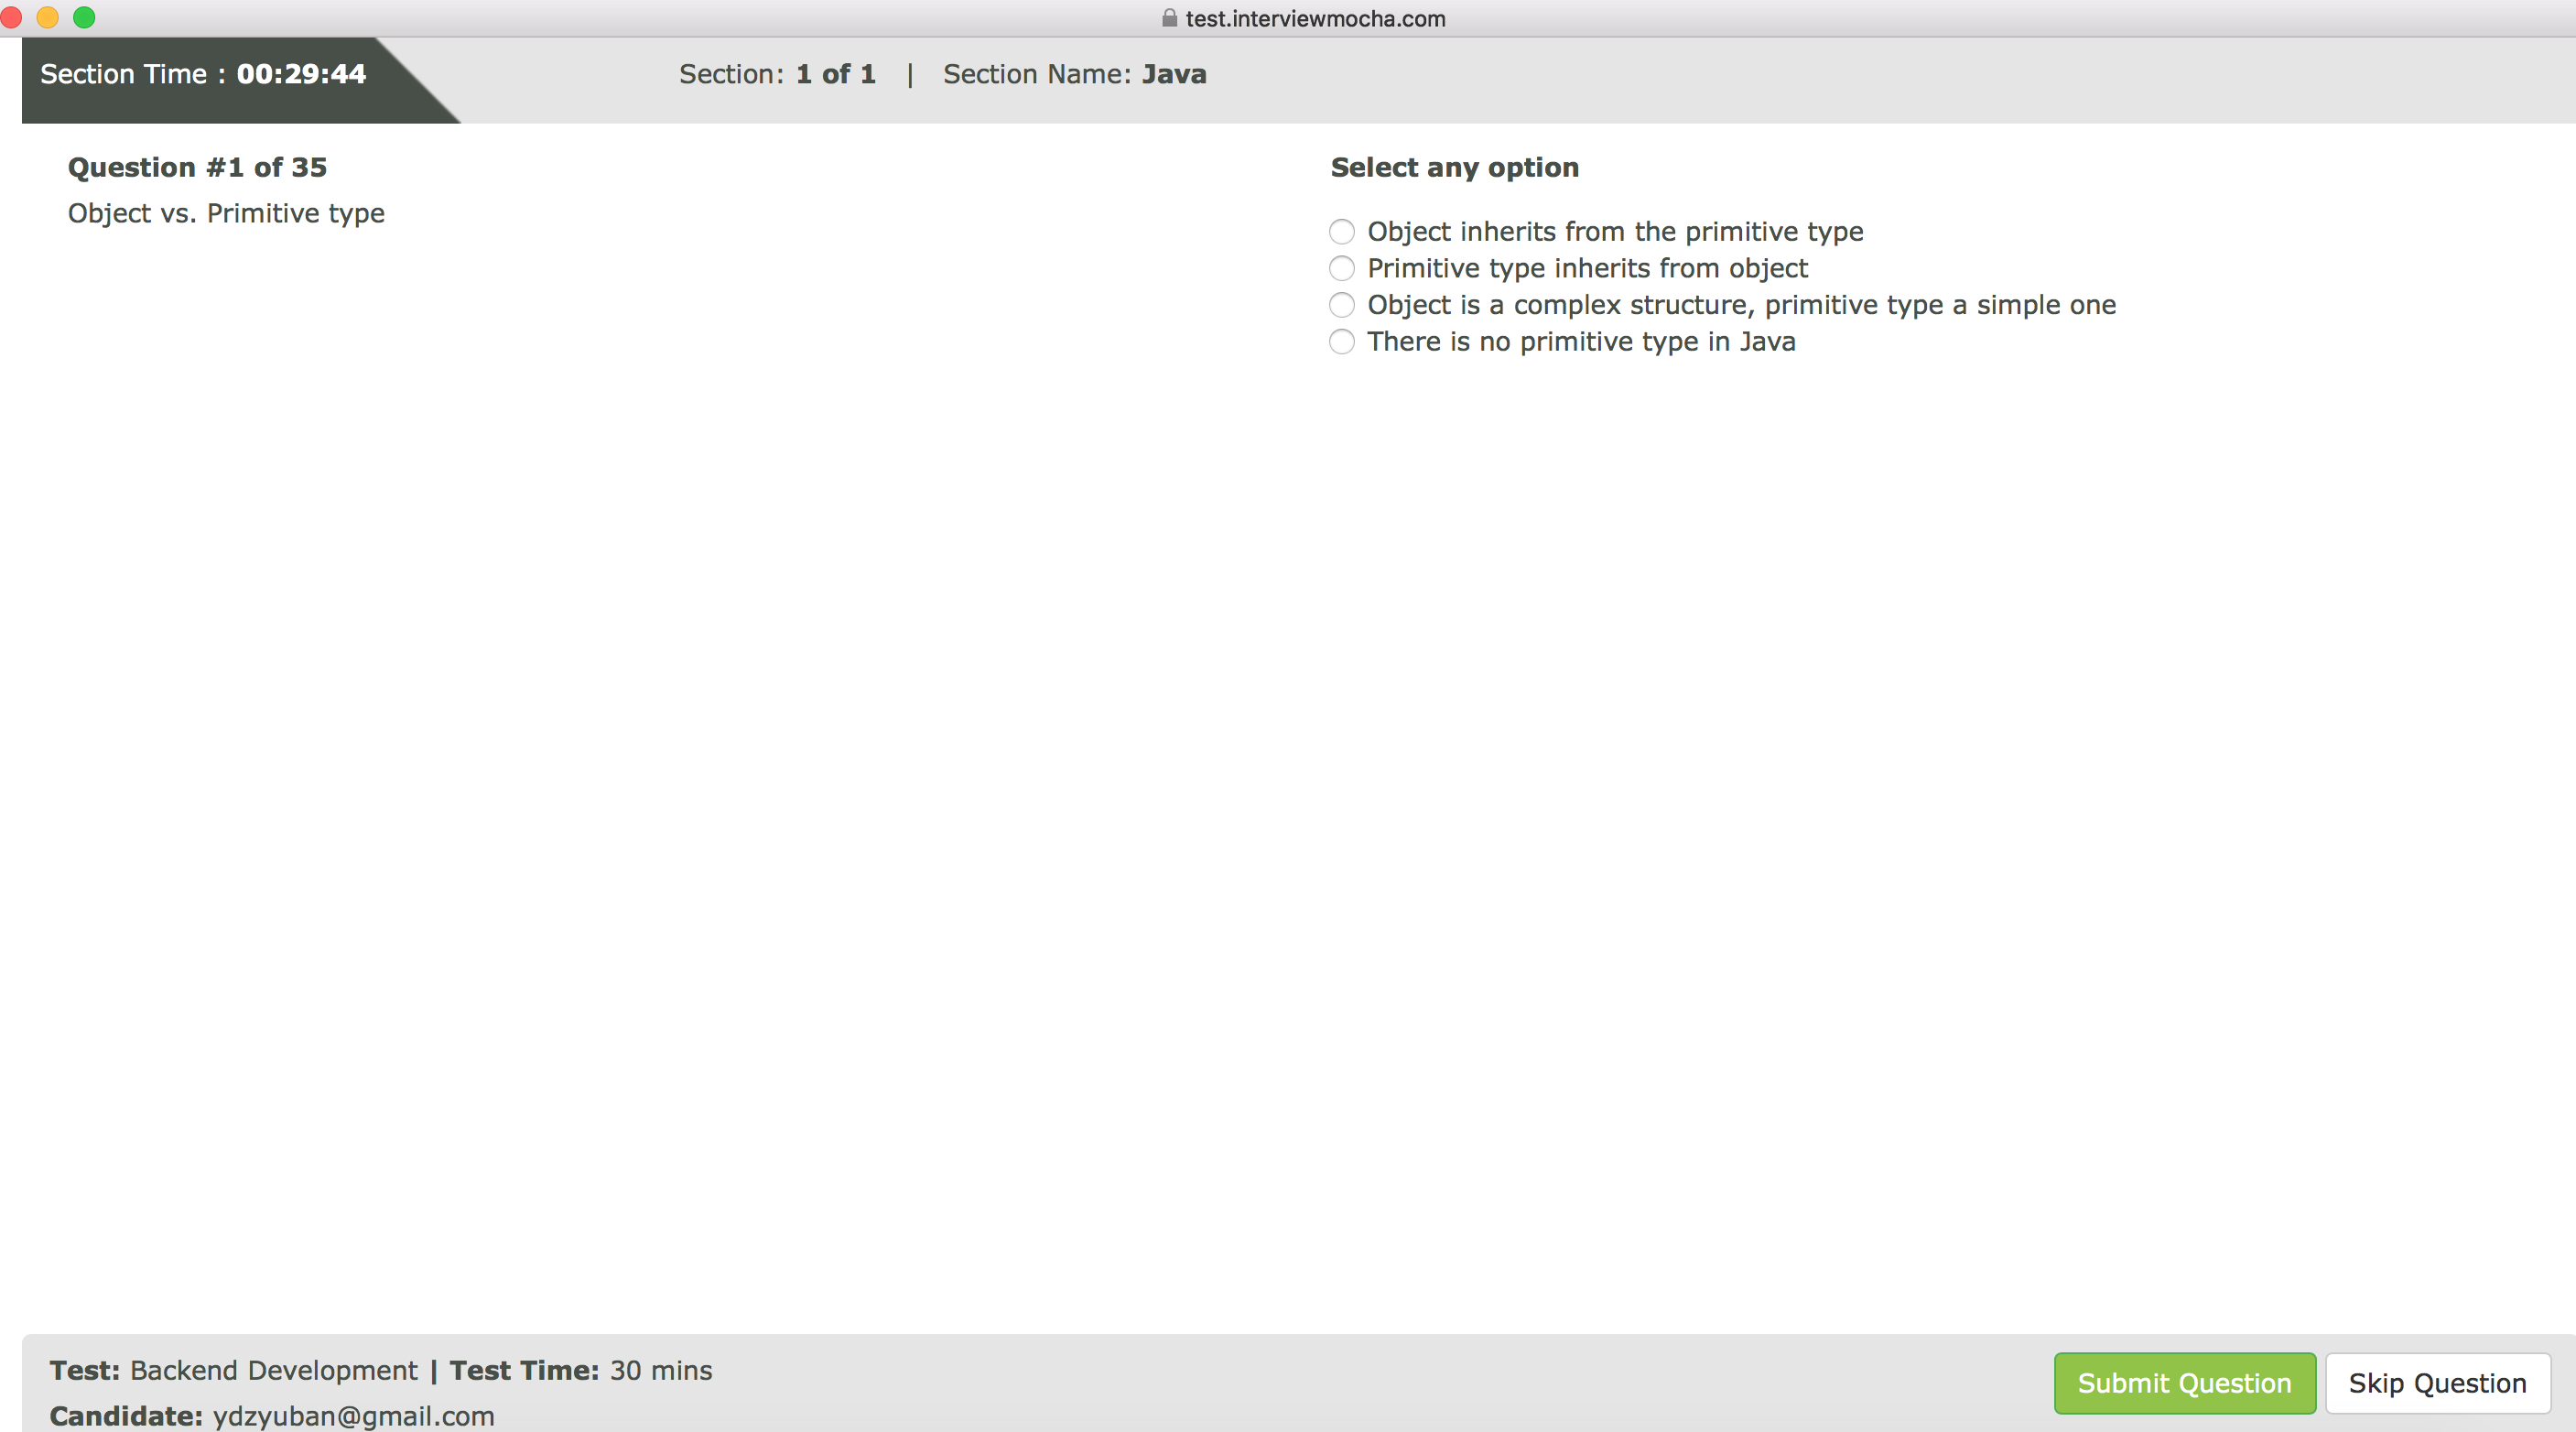 test.interviewmocha.com
Section Time : 00:29:44
Section: 1 of 1 | Section Name: Java
Question #1 of 35
Object vs. Primitive type
Select any option
Object inherits from the primitive type
Primitive type inherits from object
Object is a complex structure, primitive type a simple one
There is no primitive type in Java
Test: Backend Development | Test Time: 30 mins
Candidate: ydzyuban@gmail.com
Submit Question
Skip Question